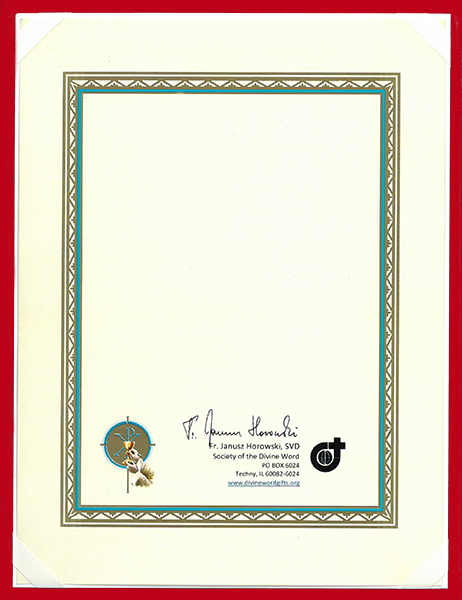 Fr. Janusz Horowski
Fr. Janusz Horowski, SVD
Society of the Divine Word
PO BOX 6024
Techny, IL 60082-6024
www.divinewordgifts.org